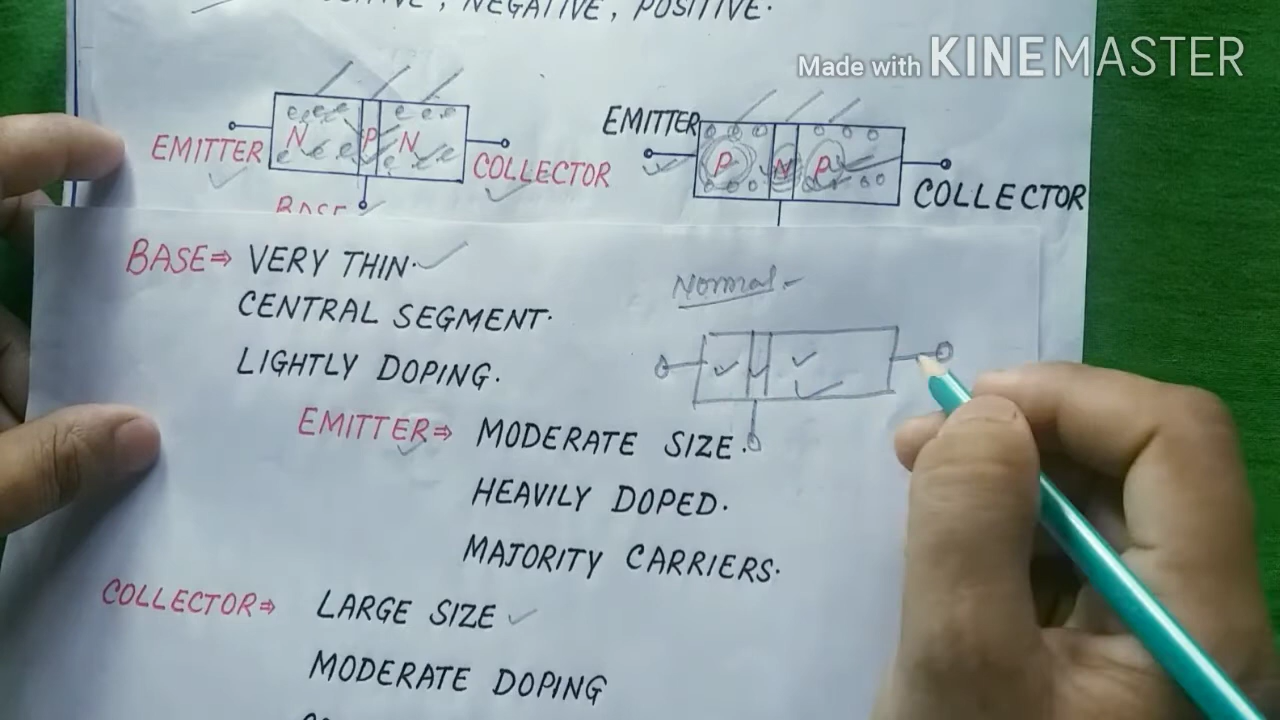 NEGATIVE, POSITIVE.
Made with KINEMASTER
EMITTER
e e e e e e
N P N
EMITTER
COLLECTOR
BASE
P N P
COLLECTOR
BASE⇒ VERY THIN.
CENTRAL SEGMENT.
LIGHTLY DOPING.
Normal-
EMITTER⇒ MODERATE SIZE.
HEAVILY DOPED.
MAJORITY CARRIERS.
COLLECTOR⇒ LARGE SIZE
MODERATE DOPING